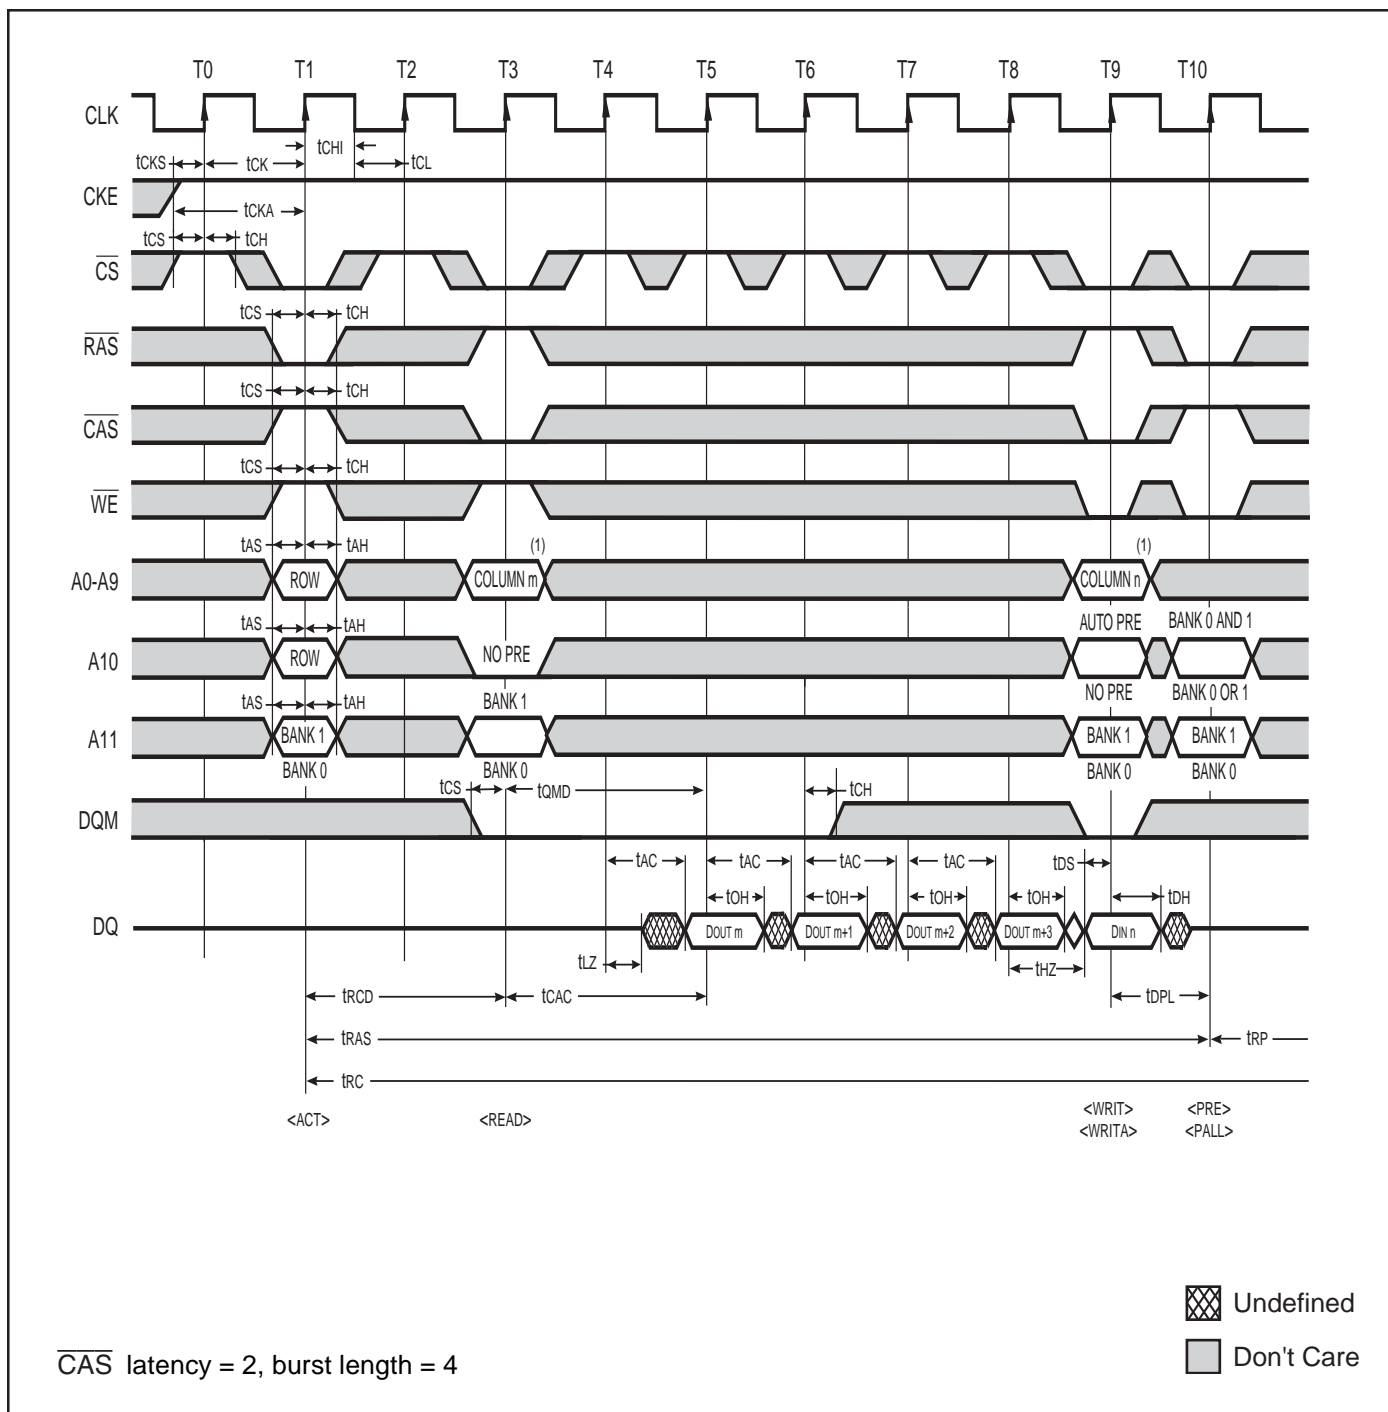 T0 T1 T2 T3 T4 T5 T6 T7 T8 T9 T10
CLK
tCHI
tCKS tCK tCL
CKE
tCKA
tCS tCH
CS
tCS tCH
RAS
tCS tCH
CAS
tCS tCH
WE
tAS tAH (1) (1)
A0-A9 ROW COLUMN m COLUMN n
tAS tAH AUTO PRE BANK 0 AND 1
A10 ROW NO PRE
tAS tAH BANK 1 NO PRE BANK 0 OR 1
A11 BANK 1 BANK 1 BANK 1
BANK 0 BANK 0 BANK 0 BANK 0
tCS tQMD tCH
DQM
tAC tAC tAC tAC tDS
tOH tOH tOH tOH tDH
DQ DOUT m DOUT m+1 DOUT m+2 DOUT m+3 DIN n
tLZ tHZ
tRCD tCAC tDPL
tRAS tRP
tRC
<ACT> <READ> <WRIT> <PRE>
<WRITA> <PALL>
Undefined
Don't Care
CAS latency = 2, burst length = 4